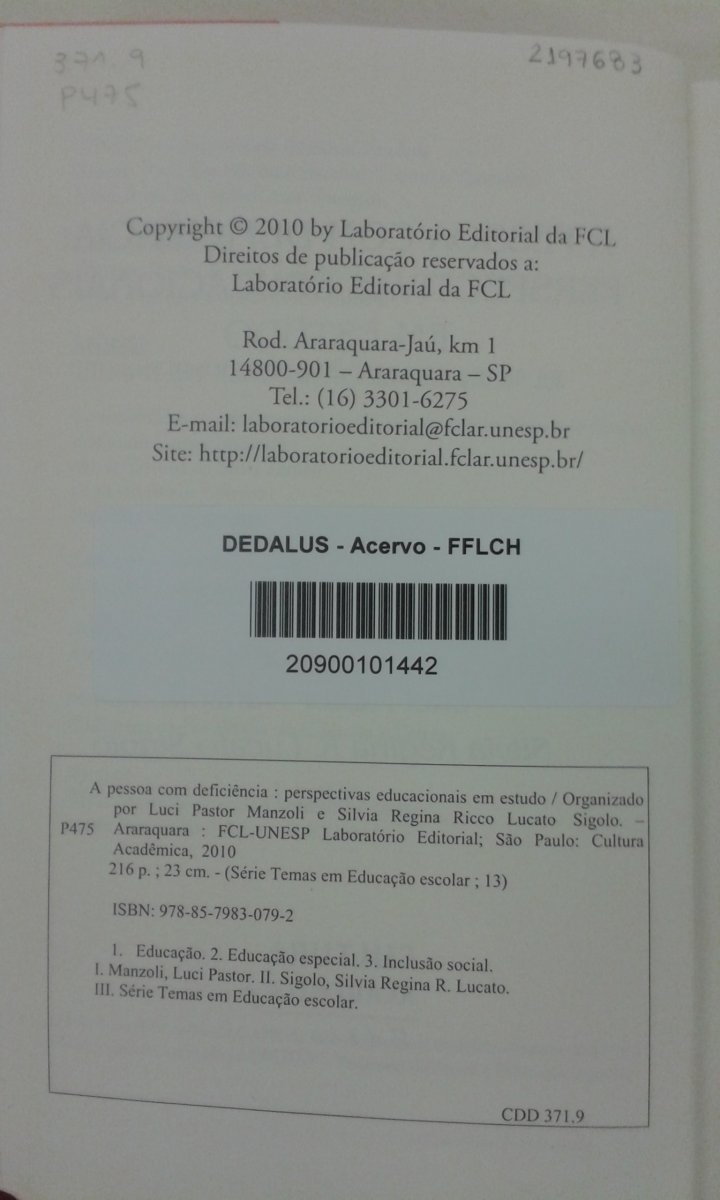 371.9
2197683
P475
Copyright © 2010 by Laboratório Editorial da FCL
Direitos de publicação reservados a:
Laboratório Editorial da FCL
Rod. Araraquara-Jaú, km 1
14800-901 – Araraquara – SP
Tel.: (16) 3301-6275
E-mail: laboratorioeditorial@fclar.unesp.br
Site: http://laboratorioeditorial.fclar.unesp.br/
DEDALUS - Acervo - FFLCH
20900101442
A pessoa com deficiência : perspectivas educacionais em estudo / Organizado
por Luci Pastor Manzoli e Silvia Regina Ricco Lucato Sigolo. –
P475 Araraquara : FCL-UNESP Laboratório Editorial; São Paulo: Cultura
Acadêmica, 2010
216 p. ; 23 cm. - (Série Temas em Educação escolar ; 13)
ISBN: 978-85-7983-079-2
1. Educação. 2. Educação especial. 3. Inclusão social.
I. Manzoli, Luci Pastor. II. Sigolo, Silvia Regina R. Lucato.
III. Série Temas em Educação escolar.
CDD 371.9